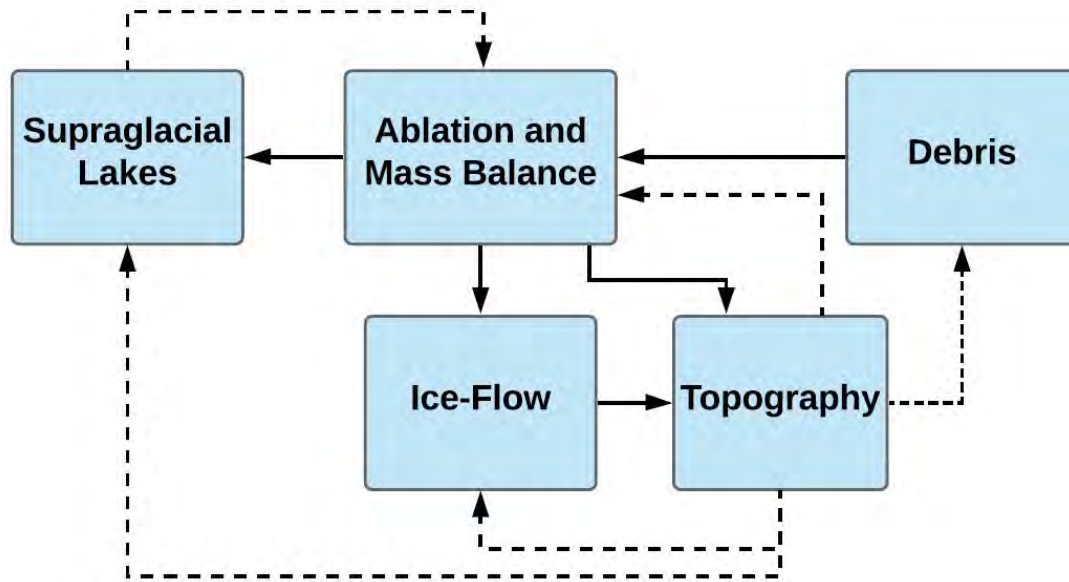 Supraglacial
Lakes
Ablation and
Mass Balance
Debris
Ice-Flow
Topography